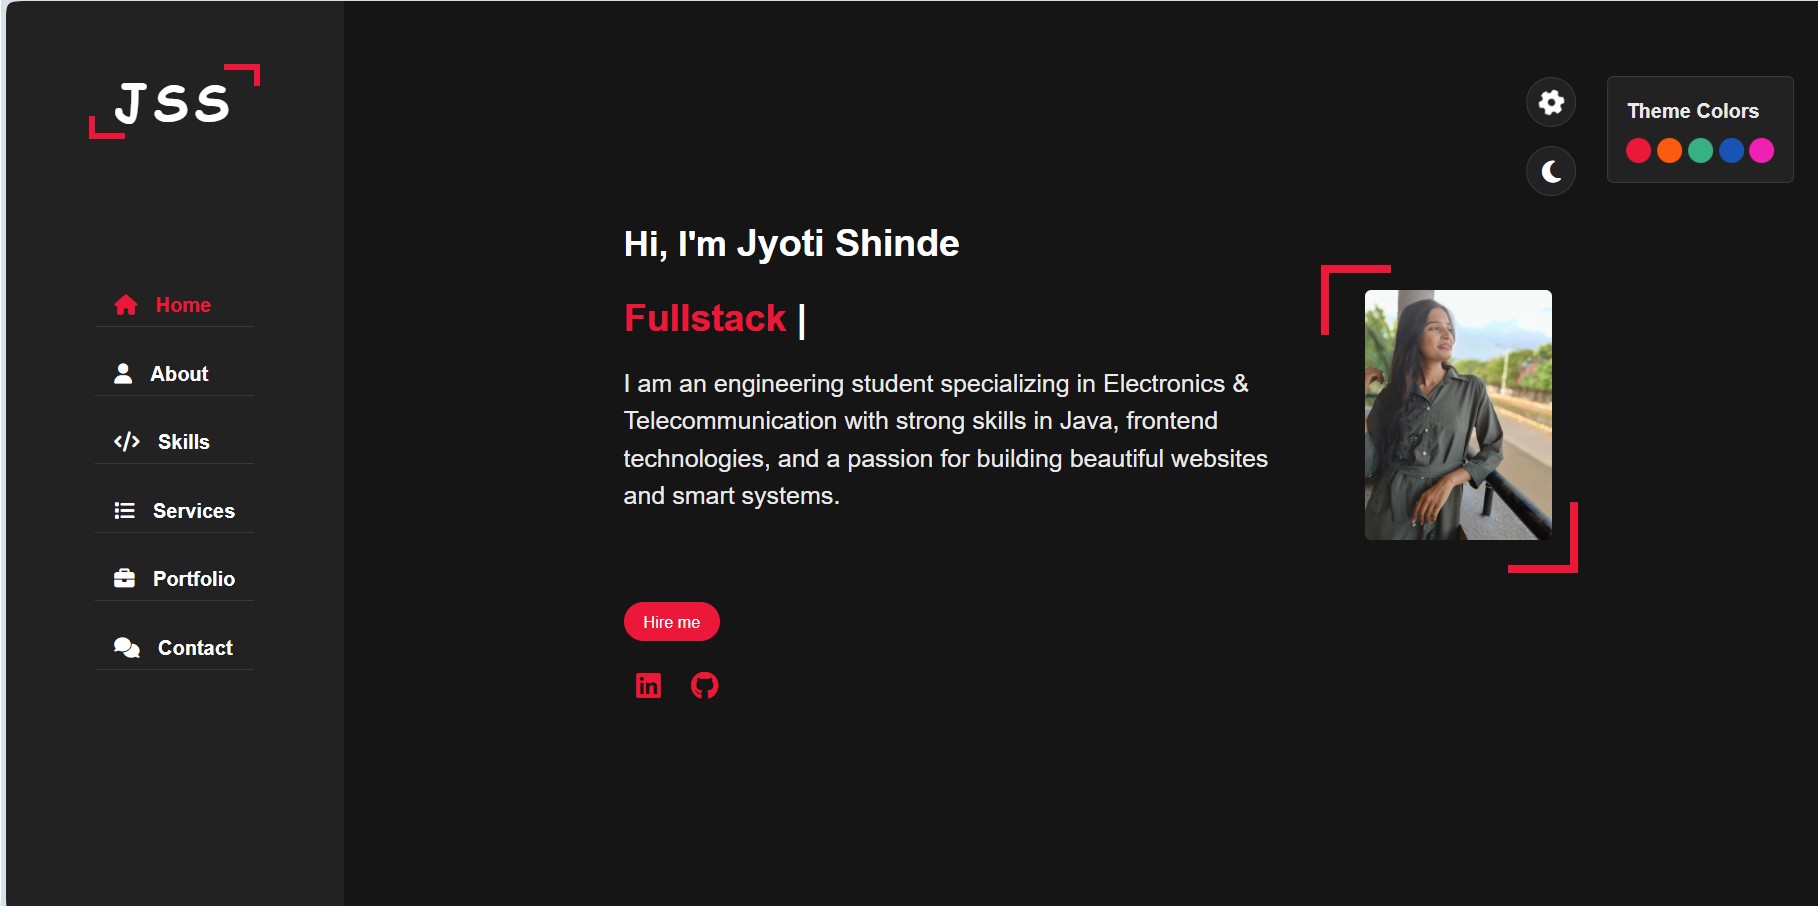 JSS
Home
About
Skills
Services
Portfolio
Contact
Theme Colors
Hi, I'm Jyoti Shinde
Fullstack |
I am an engineering student specializing in Electronics &
Telecommunication with strong skills in Java, frontend
technologies, and a passion for building beautiful websites
and smart systems.
Hire me
in